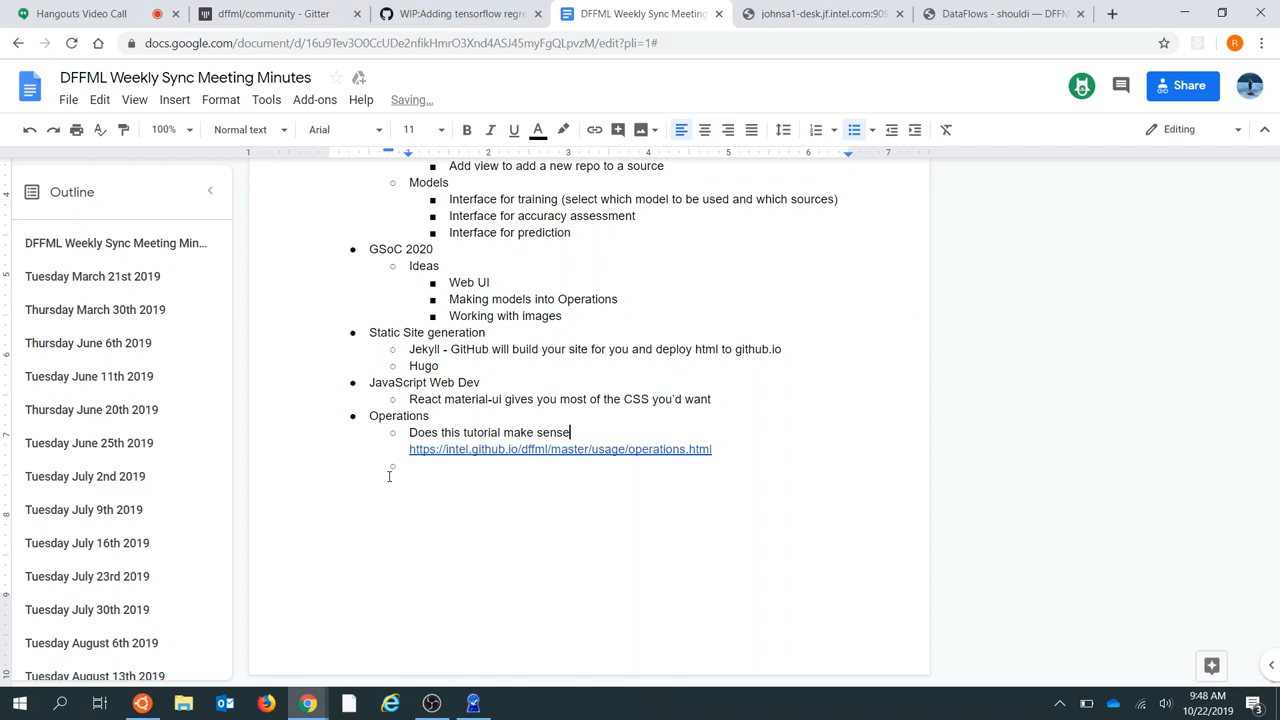 Hangouts Video Call
dffml/community - Gitter
WIP:Adding tensorflow regre
DFFML Weekly Sync Meeting
johnsa1-desk.jf.intel.com:905
DataFlows - shouldi — DFFM
docs.google.com/document/d/16u9Tev3O0CcUDe2nfikHmrO3Xnd4ASJ45myFgQLpvzM/edit?pli=1#
R
DFFML Weekly Sync Meeting Minutes
File Edit View Insert Format Tools Add-ons Help Saving...
Share
100% Normal text Arial 11 Editing
1 1 2 3 4 5 6 7
Outline
DFFML Weekly Sync Meeting Min...
Tuesday March 21st 2019
Thursday March 30th 2019
Thursday June 6th 2019
Tuesday June 11th 2019
Thursday June 20th 2019
Tuesday June 25th 2019
Tuesday July 2nd 2019
Tuesday July 9th 2019
Tuesday July 16th 2019
Tuesday July 23rd 2019
Tuesday July 30th 2019
Tuesday August 6th 2019
Tuesday August 13th 2019
Add view to add a new repo to a source
Models
Interface for training (select which model to be used and which sources)
Interface for accuracy assessment
Interface for prediction
GSoC 2020
Ideas
Web UI
Making models into Operations
Working with images
Static Site generation
Jekyll - GitHub will build your site for you and deploy html to github.io
Hugo
JavaScript Web Dev
React material-ui gives you most of the CSS you'd want
Operations
Does this tutorial make sense
https://intel.github.io/dffml/master/usage/operations.html
9:48 AM
10/22/2019
3